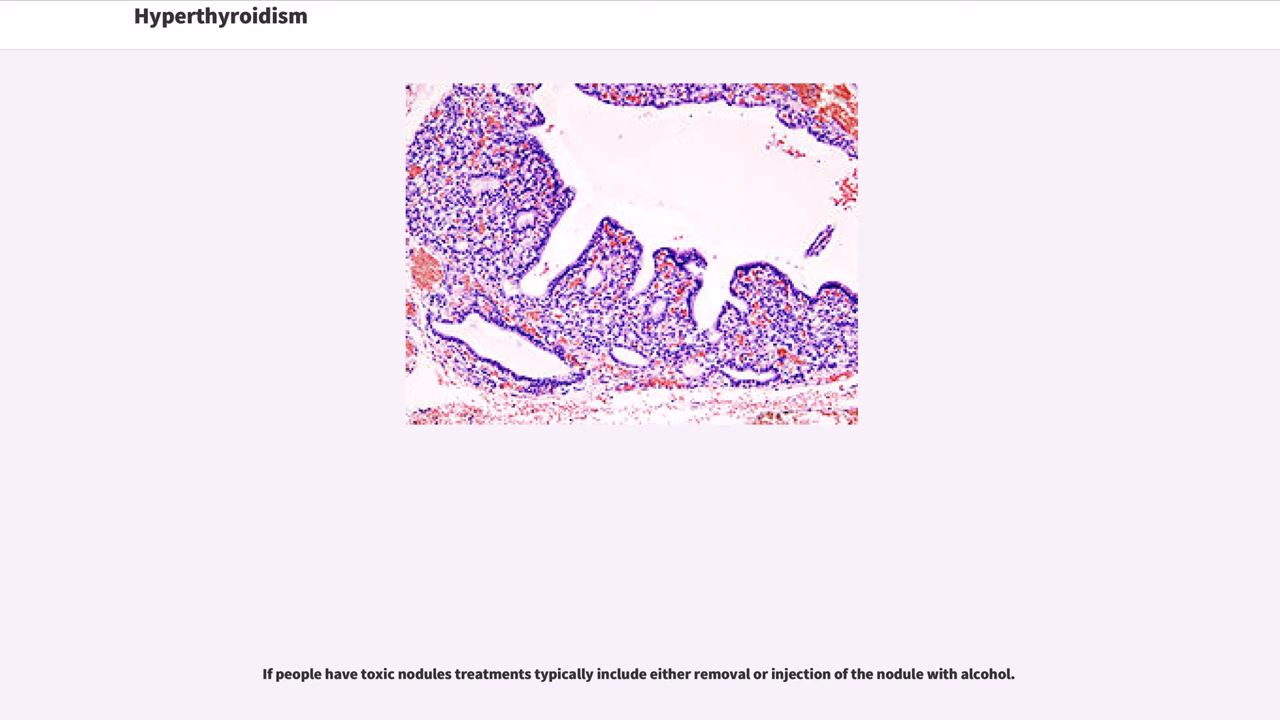 Hyperthyroidism
If people have toxic nodules treatments typically include either removal or injection of the nodule with alcohol.